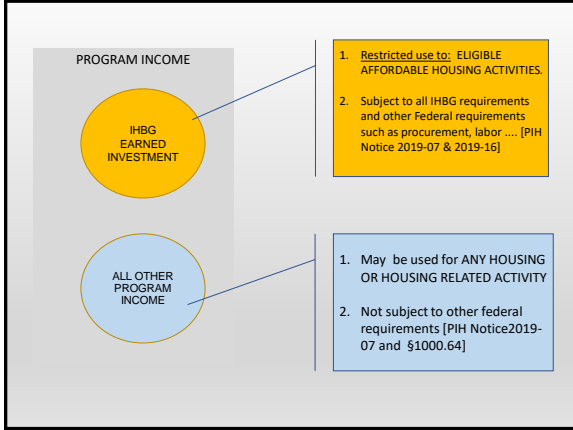 PROGRAM INCOME
IHBG
EARNED
INVESTMENT
1. Restricted use to: ELIGIBLE
AFFORDABLE HOUSING ACTIVITIES.
2. Subject to all IHBG requirements
and other Federal requirements
such as procurement, labor .... [PIH
Notice 2019-07 & 2019-16]
ALL OTHER
PROGRAM
INCOME
1. May be used for ANY HOUSING
OR HOUSING RELATED ACTIVITY
2. Not subject to other federal
requirements [PIH Notice2019-
07 and §1000.64]